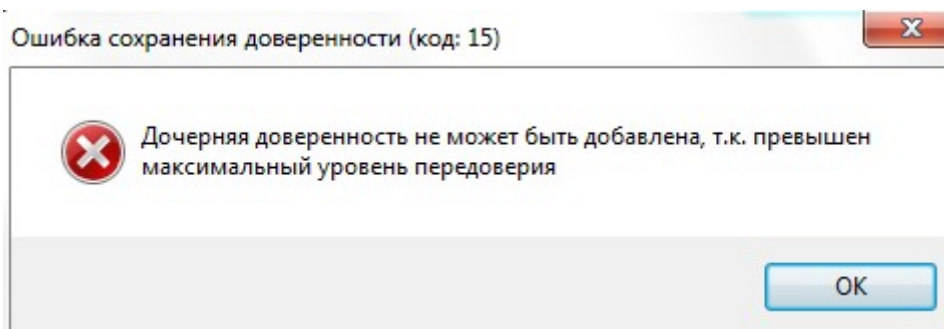 Ошибка сохранения доверенности (код: 15)
Дочерняя доверенность не может быть добавлена, т.к. превышен
максимальный уровень передоверия
OK